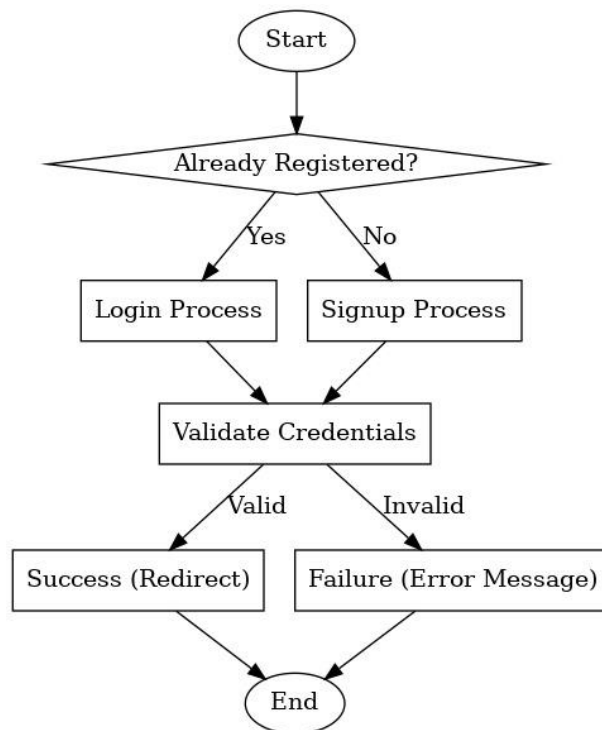 Start
Already Registered?
Yes
No
Login Process
Signup Process
Validate Credentials
Valid
Invalid
Success (Redirect)
Failure (Error Message)
End